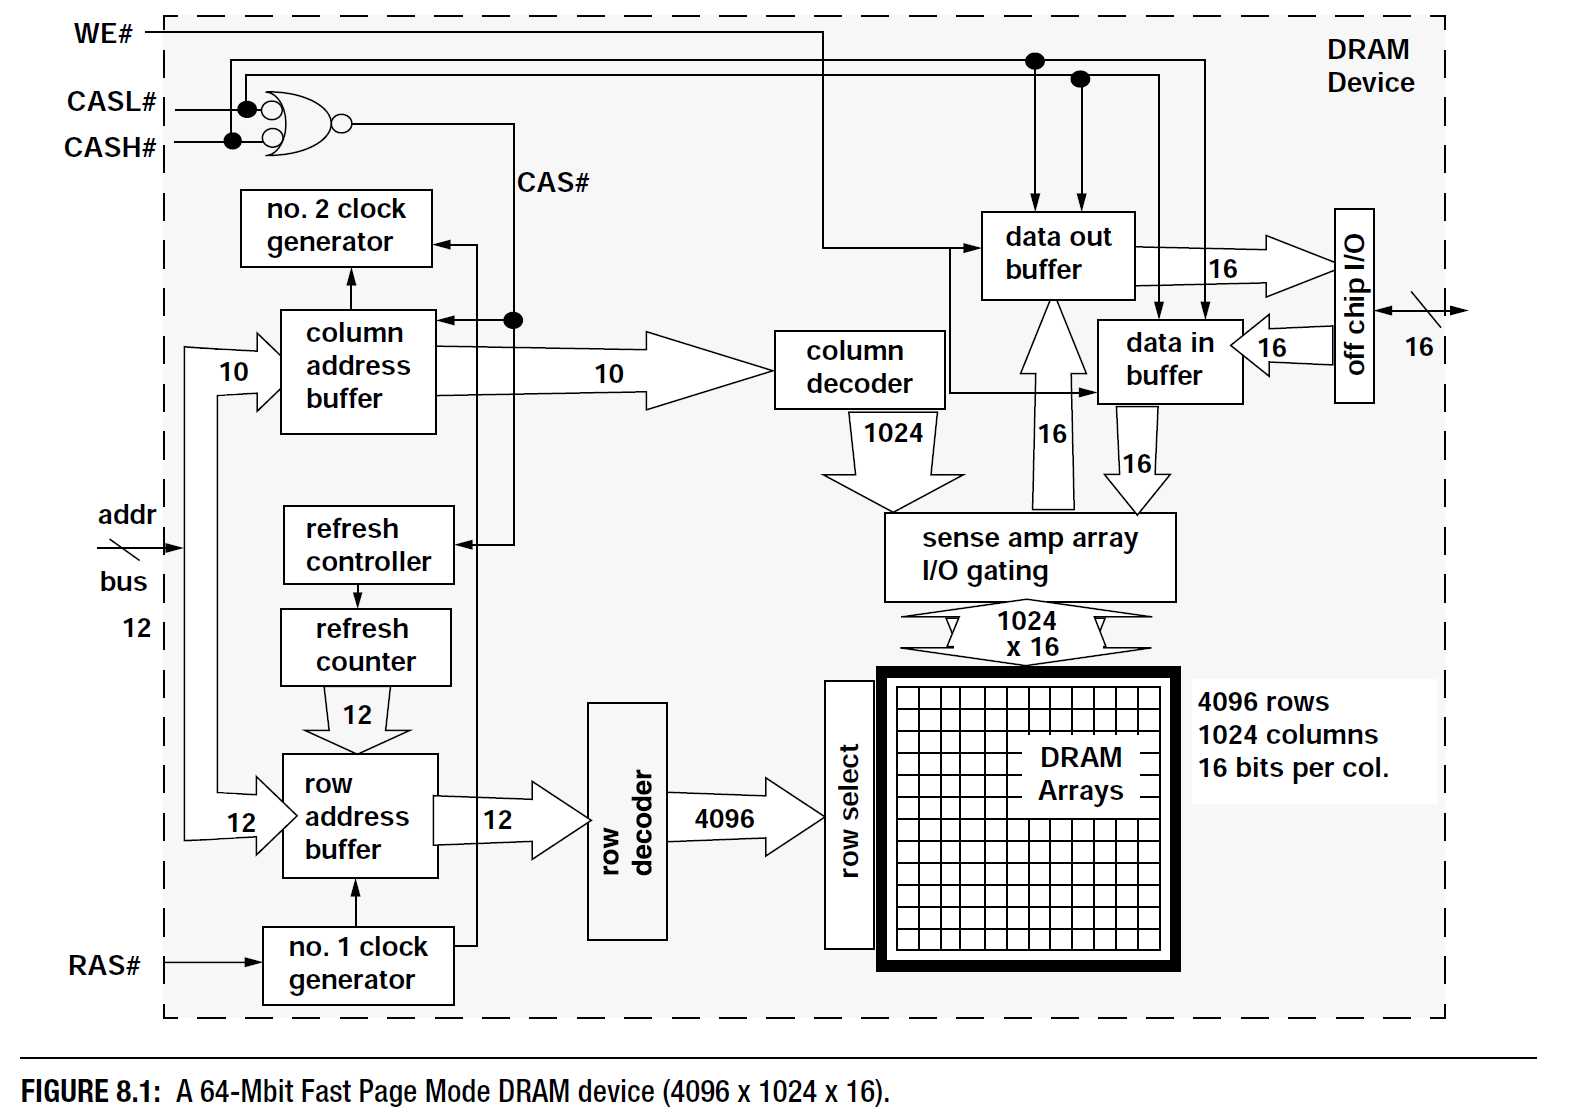 WE#
DRAM
Device
CASL#
CASH#
CAS#
no. 2 clock
generator
data out
buffer
16
off chip I/O
16
column
address
buffer
10
10
column
decoder
data in
buffer
16
1024
16
16
addr
bus
12
refresh
controller
sense amp array
I/O gating
refresh
counter
1024
x 16
12
row
address
buffer
12
12
row
decoder
4096
row select
DRAM
Arrays
4096 rows
1024 columns
16 bits per col.
no. 1 clock
generator
RAS#
FIGURE 8.1: A 64-Mbit Fast Page Mode DRAM device (4096 x 1024 x 16).